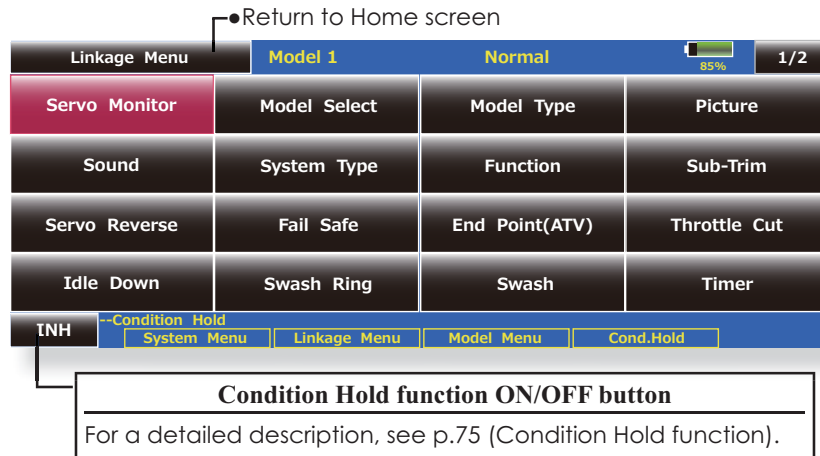 ●Return to Home screen
Linkage Menu Model 1 Normal 85% 1/2
Servo Monitor Model Select Model Type Picture
Sound System Type Function Sub-Trim
Servo Reverse Fail Safe End Point(ATV) Throttle Cut
Idle Down Swash Ring Swash Timer
INH --Condition Hold
System Menu Linkage Menu Model Menu Cond.Hold
Condition Hold function ON/OFF button
For a detailed description, see p.75 (Condition Hold function).